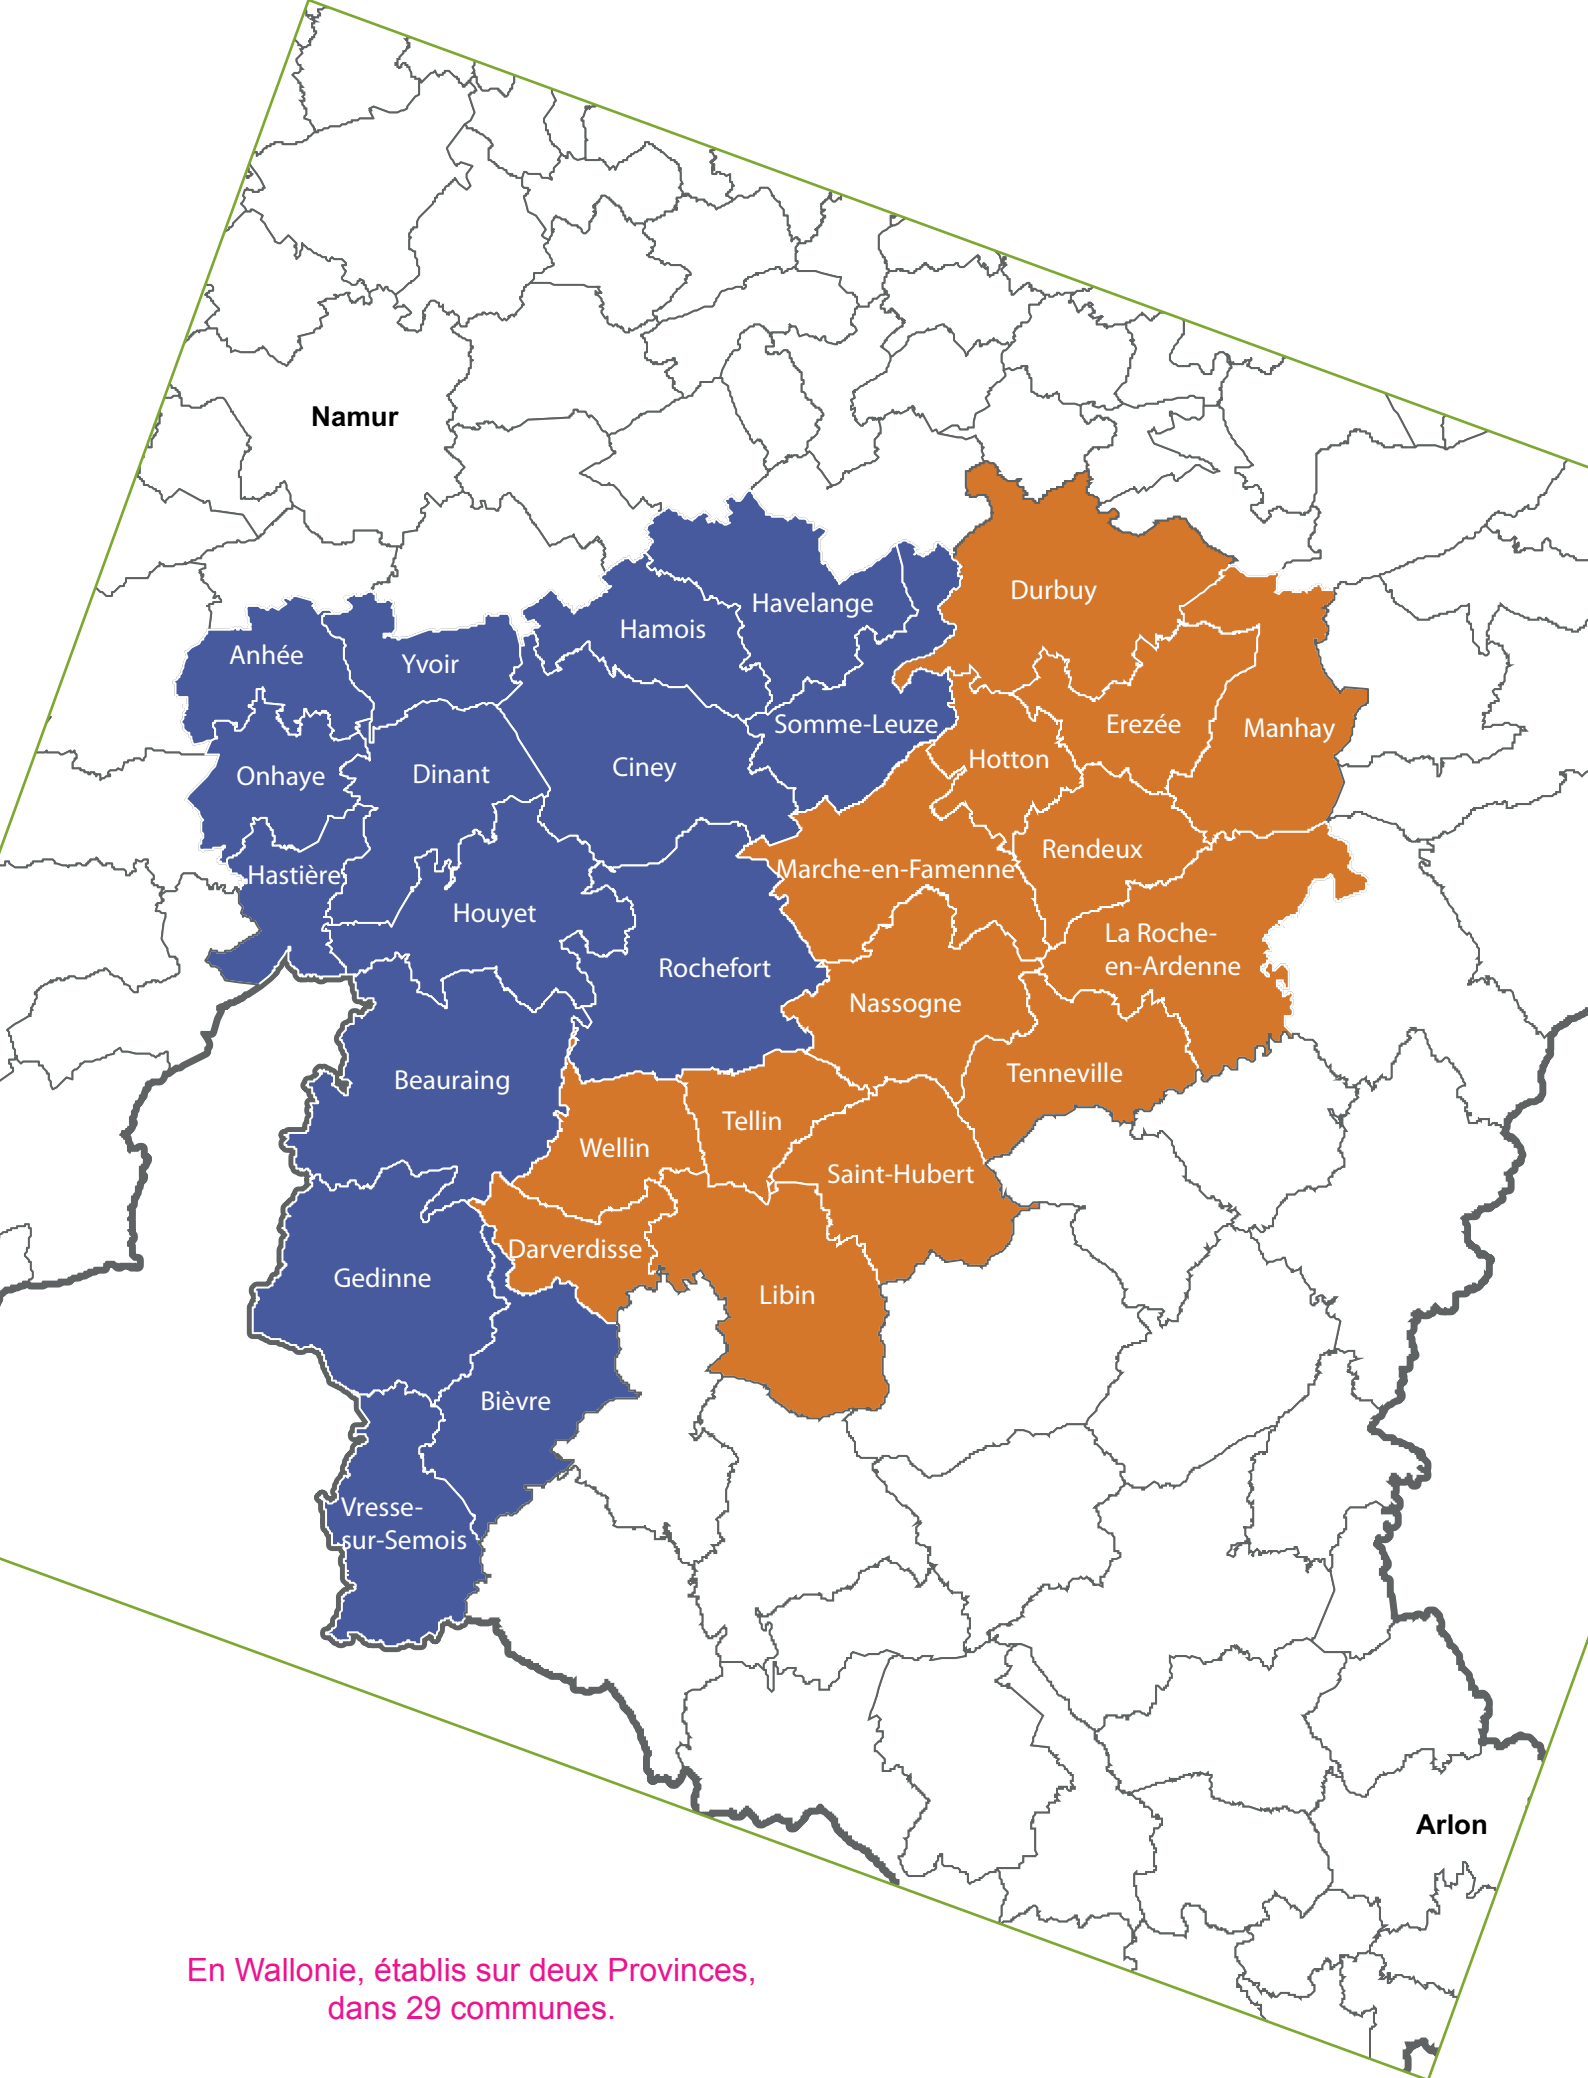 Namur
Durbuy
Havelange
Hamois
Anhée
Yvoir
Somme-Leuze
Erezée
Manhay
Hotton
Ciney
Dinant
Onhaye
Rendeux
Marche-en-Famenne
Hastière
Houyet
La Roche-
en-Ardenne
Rochefort
Nassogne
Tenneville
Beauraing
Tellin
Wellin
Saint-Hubert
Darverdisse
Gedinne
Libin
Bièvre
Vresse-
sur-Semois
Arlon
En Wallonie, établis sur deux Provinces,
dans 29 communes.